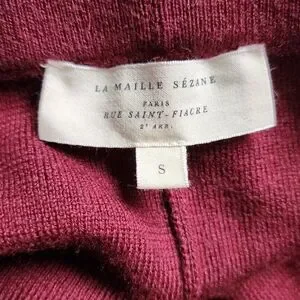 LA MAILLE SÉZANE
PARIS
RUE SAINT-FIACRE
2ᵉ ARR.
S